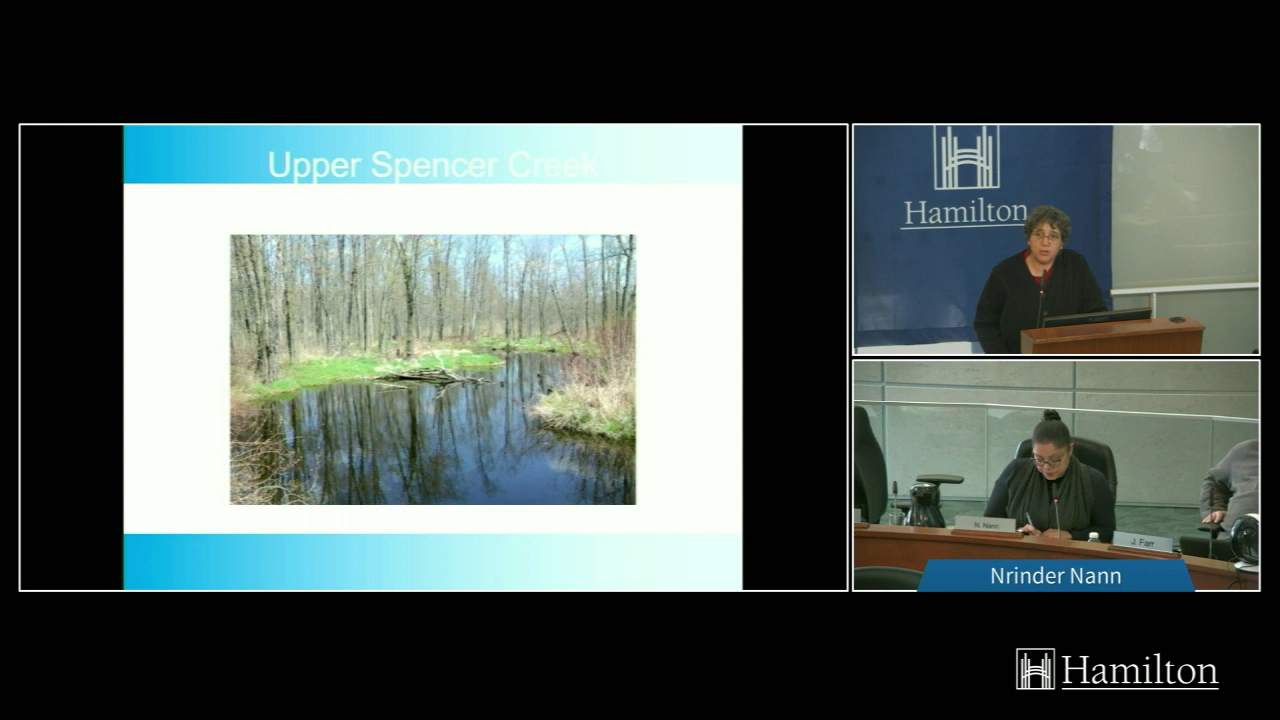 Upper Spencer Creek
Hamilton
N. Nann
J. Farr
Nrinder Nann
Hamilton